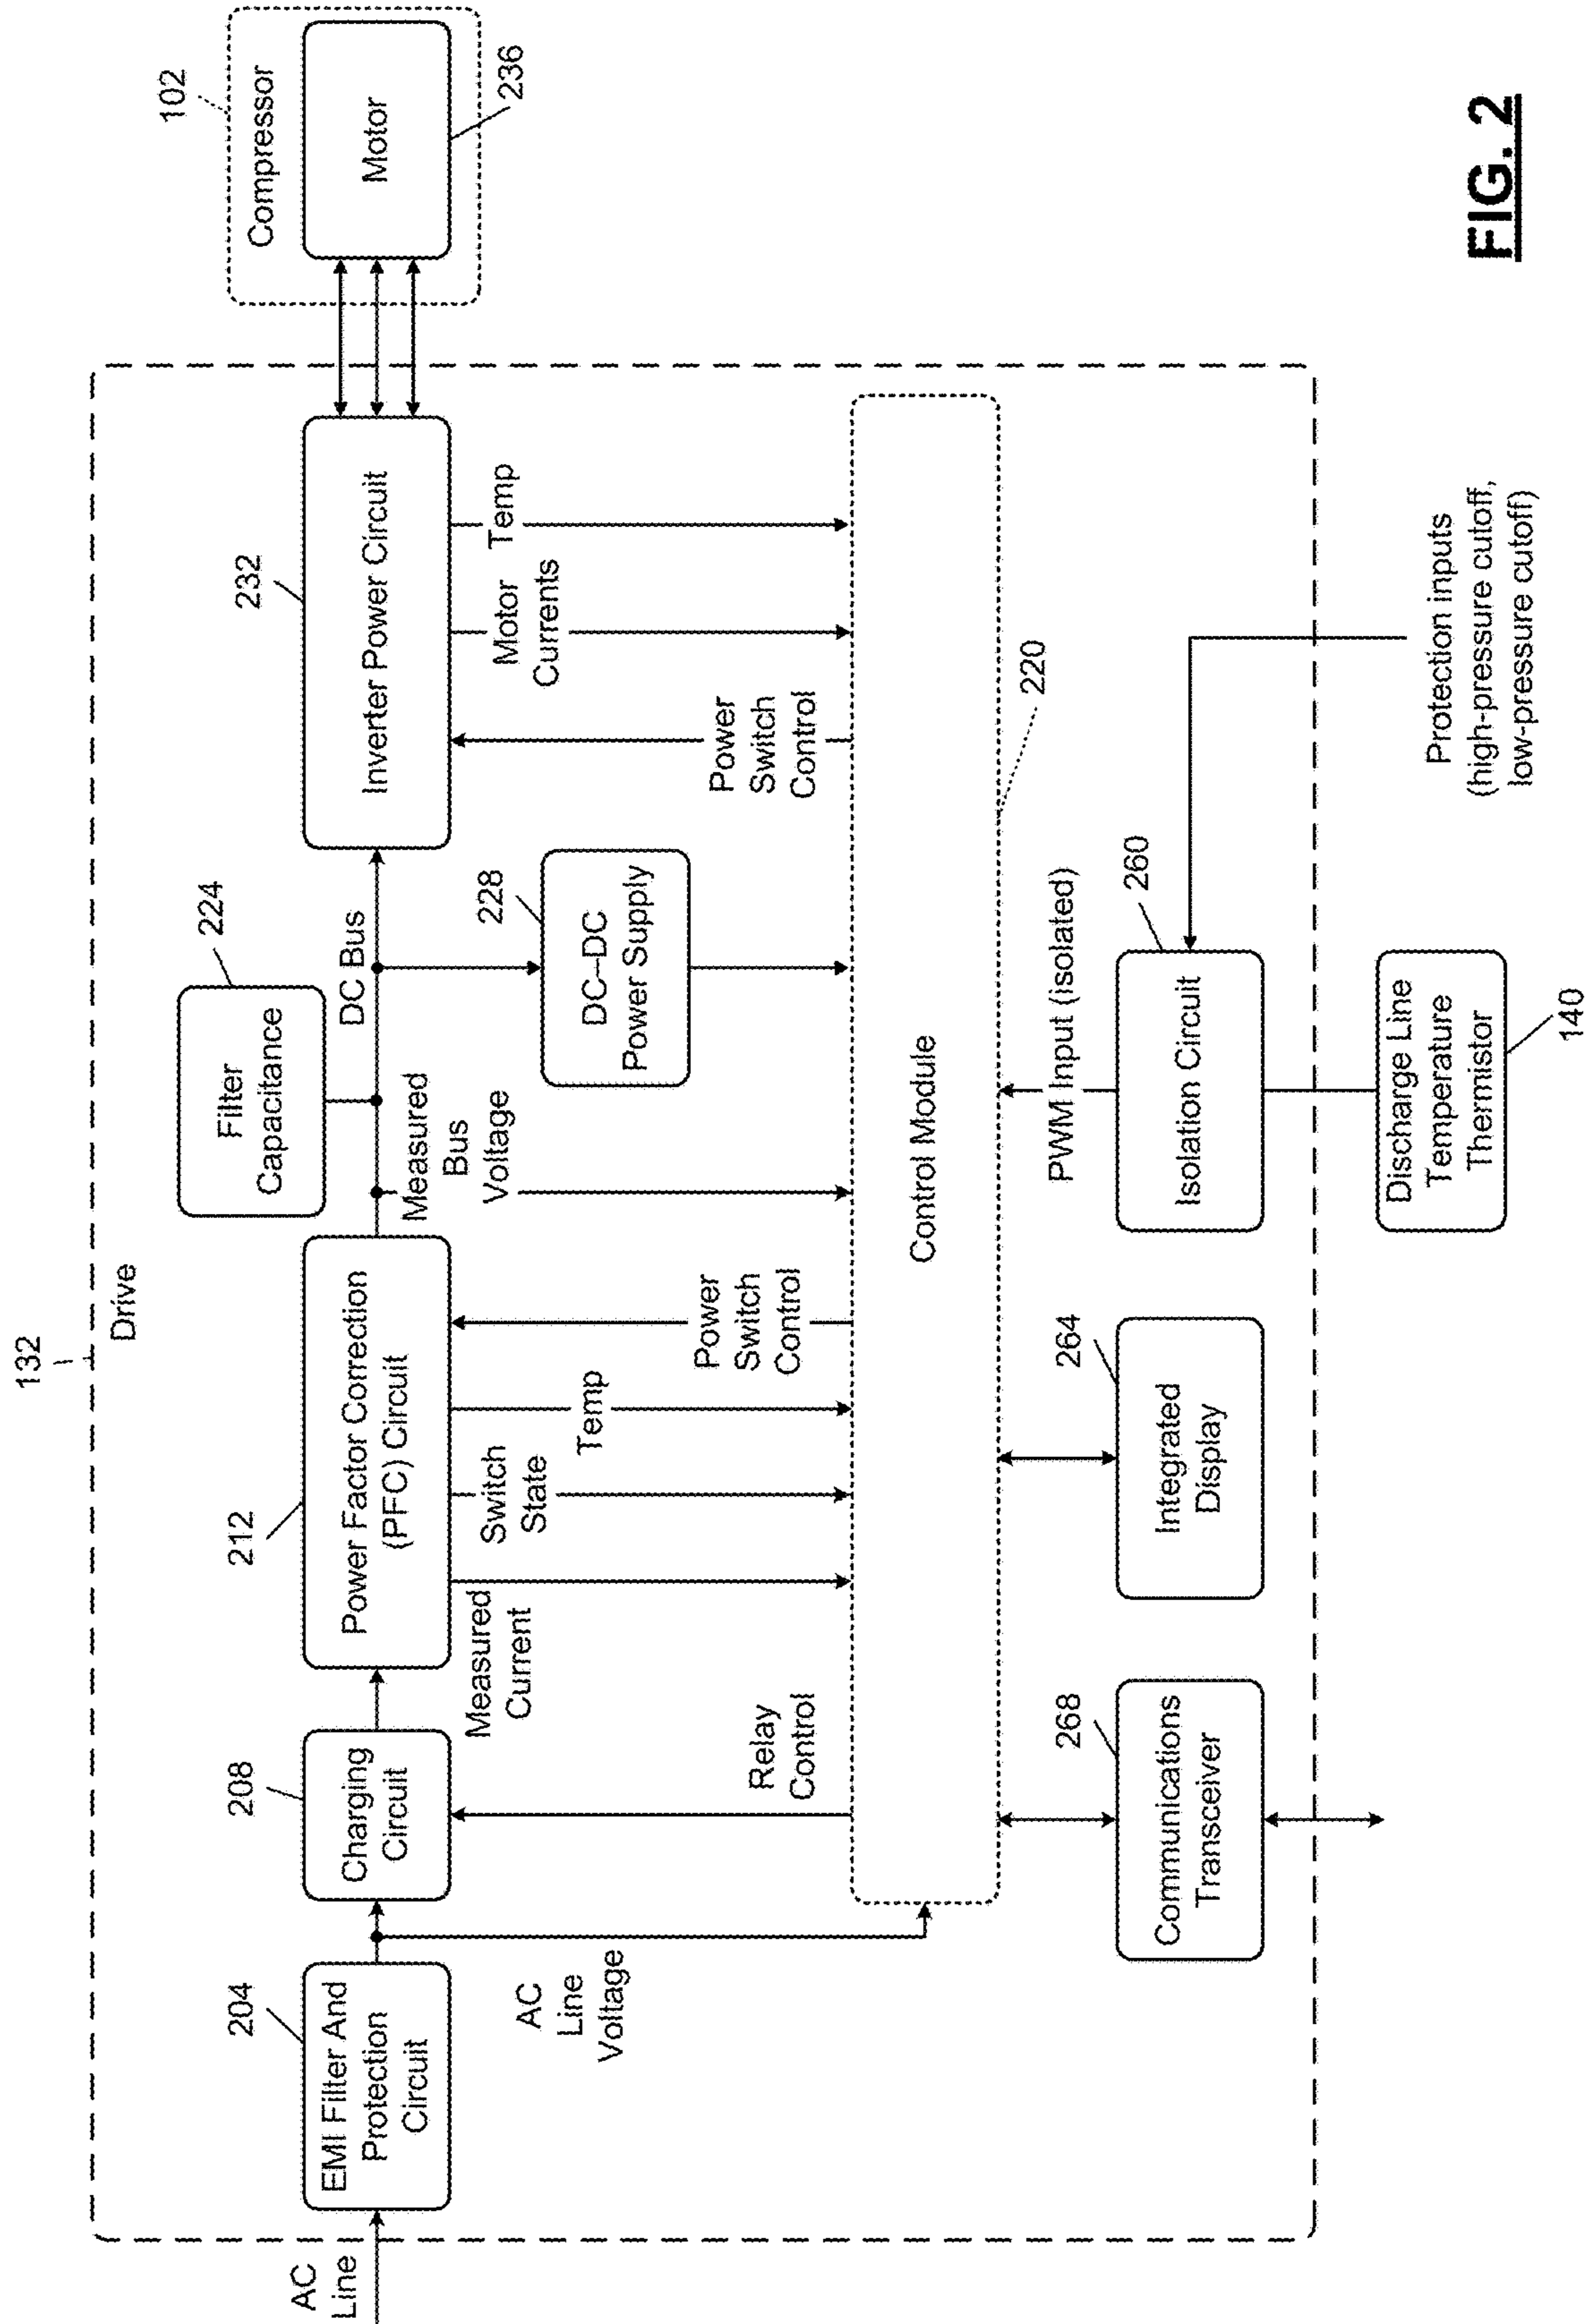 132
Drive
AC
Line
204
EMI Filter And
Protection
Circuit
AC
Line
Voltage
208
Charging
Circuit
Relay
Control
212
Power Factor Correction
(PFC) Circuit
Measured
Current
Switch
State
Temp
Power
Switch
Control
224
Filter
Capacitance
Measured
Bus
Voltage
DC Bus
228
DC–DC
Power Supply
232
Inverter Power Circuit
Power
Switch
Control
Motor
Currents
Temp
102
Compressor
Motor
236
Control Module
220
268
Communications
Transceiver
264
Integrated
Display
PWM Input (isolated)
260
Isolation Circuit
Discharge Line
Temperature
Thermistor
140
Protection inputs
(high-pressure cutoff,
low-pressure cutoff)
FIG. 2